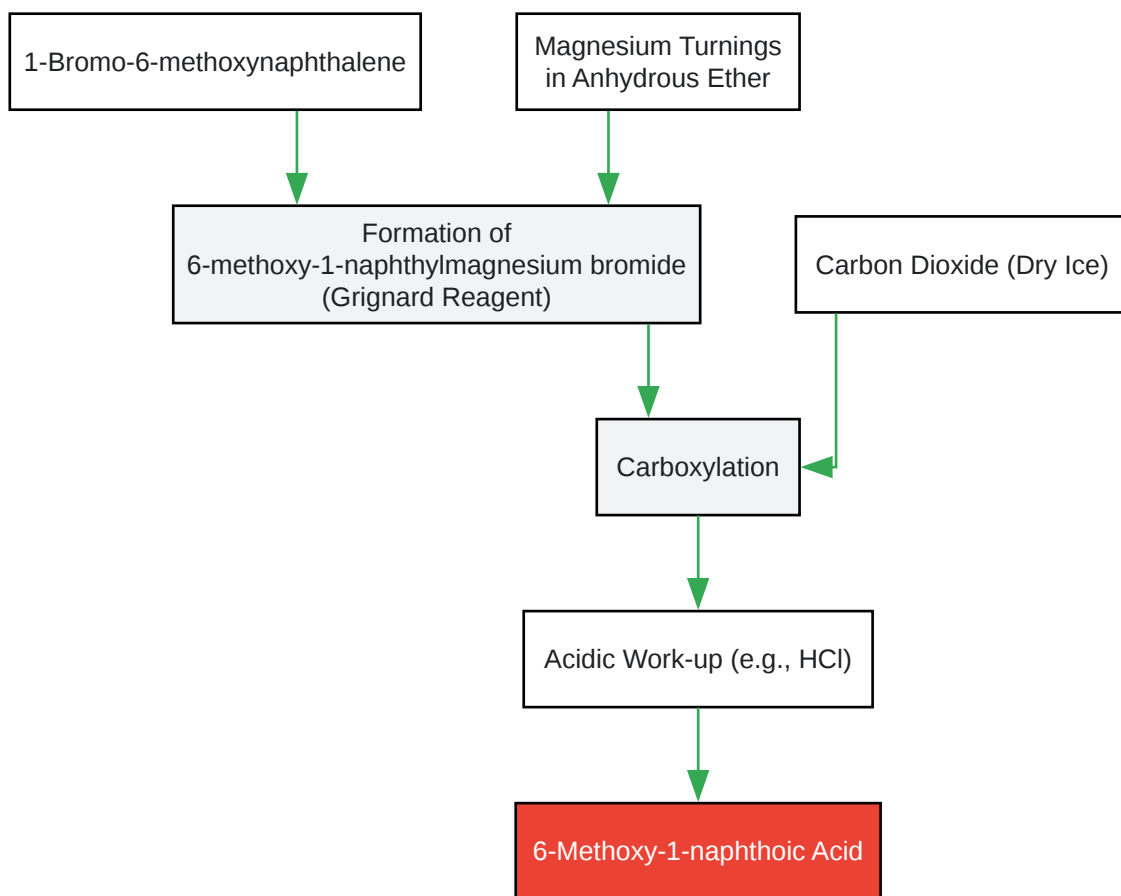 1-Bromo-6-methoxynaphthalene
Magnesium Turnings
in Anhydrous Ether
Formation of
6-methoxy-1-naphthylmagnesium bromide
(Grignard Reagent)
Carbon Dioxide (Dry Ice)
Carboxylation
Acidic Work-up (e.g., HCl)
6-Methoxy-1-naphthoic Acid